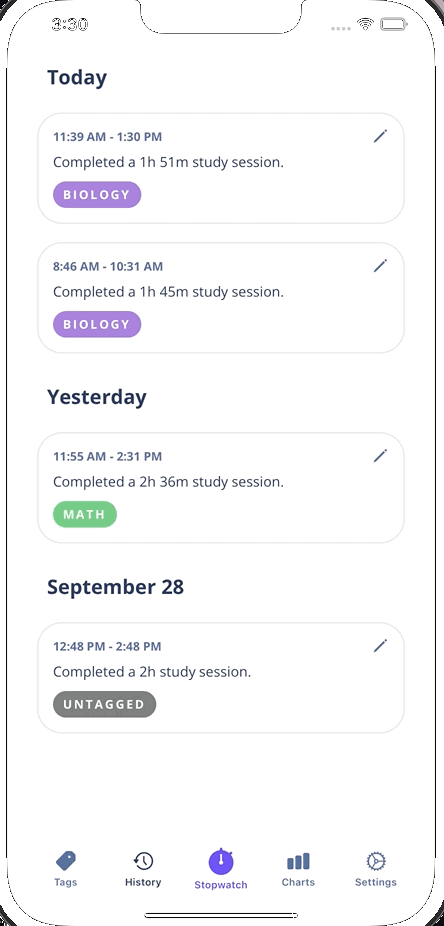 3:30
Today
11:39 AM - 1:30 PM
Completed a 1h 51m study session.
BIOLOGY
8:46 AM - 10:31 AM
Completed a 1h 45m study session.
BIOLOGY
Yesterday
11:55 AM - 2:31 PM
Completed a 2h 36m study session.
MATH
September 28
12:48 PM - 2:48 PM
Completed a 2h study session.
UNTAGGED
Tags History Stopwatch Charts Settings